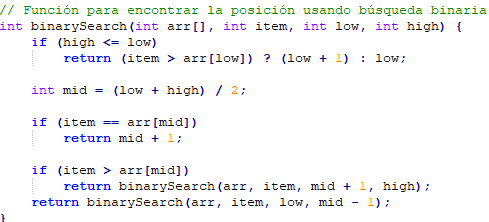 // Función para encontrar la posición usando búsqueda binaria
int binarySearch(int arr[], int item, int low, int high) {
    if (high <= low)
        return (item > arr[low]) ? (low + 1) : low;

    int mid = (low + high) / 2;

    if (item == arr[mid])
        return mid + 1;

    if (item > arr[mid])
        return binarySearch(arr, item, mid + 1, high);
    return binarySearch(arr, item, low, mid - 1);
}